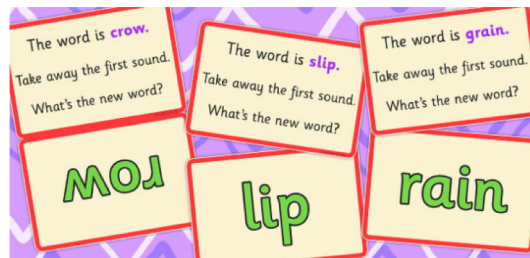 The word is crow.
Take away the first sound.
What's the new word?
The word is slip.
Take away the first sound.
What's the new word?
The word is grain.
Take away the first sound.
What's the new word?
row
lip
rain